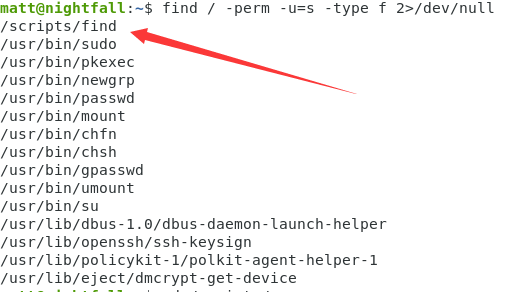 matt@nightfall:~$ find / -perm -u=s -type f 2>/dev/null
/scripts/find
/usr/bin/sudo
/usr/bin/pkexec
/usr/bin/newgrp
/usr/bin/passwd
/usr/bin/mount
/usr/bin/chfn
/usr/bin/chsh
/usr/bin/gpasswd
/usr/bin/umount
/usr/bin/su
/usr/lib/dbus-1.0/dbus-daemon-launch-helper
/usr/lib/openssh/ssh-keysign
/usr/lib/policykit-1/polkit-agent-helper-1
/usr/lib/eject/dmcrypt-get-device